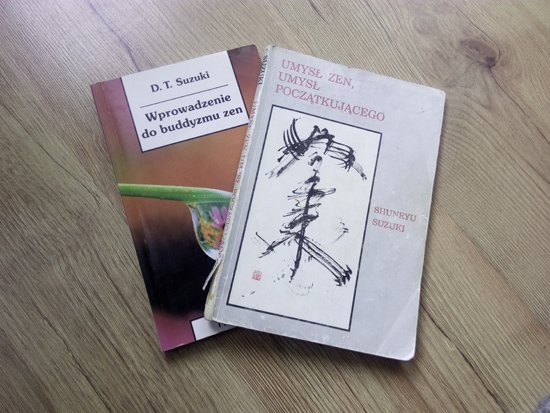 D. T. Suzuki
Wprowadzenie
do buddyzmu zen
UMYSŁ ZEN,
UMYSŁ
POCZĄTKUJĄCEGO
SHUNRYU
SUZUKI